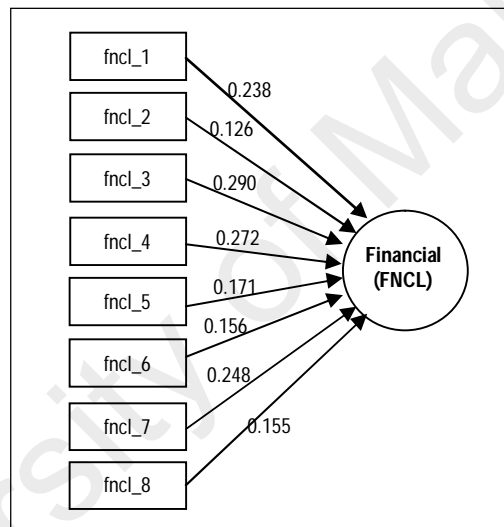 fncl_1
0.238
fncl_2
0.126
fncl_3
0.290
fncl_4
0.272
Financial
(FNCL)
fncl_5
0.171
fncl_6
0.156
fncl_7
0.248
fncl_8
0.155